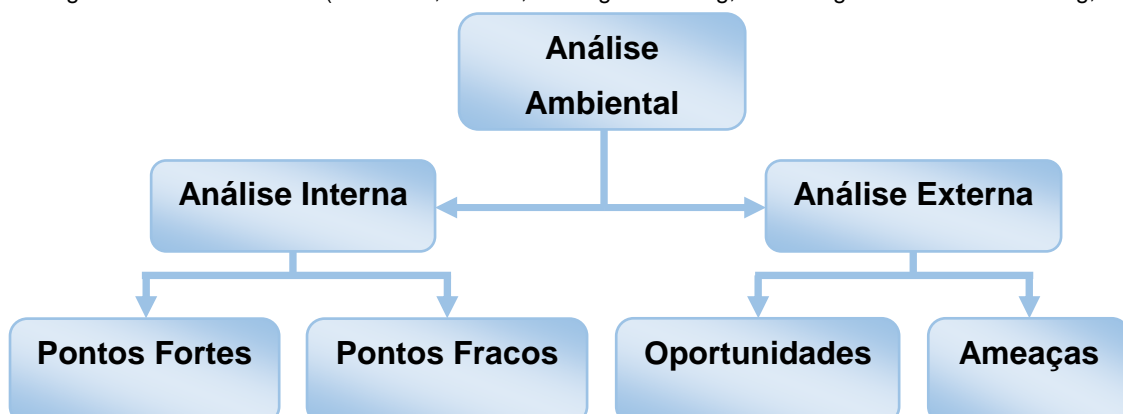 Análise
Ambiental
Análise Interna
Análise Externa
Pontos Fortes
Pontos Fracos
Oportunidades
Ameaças